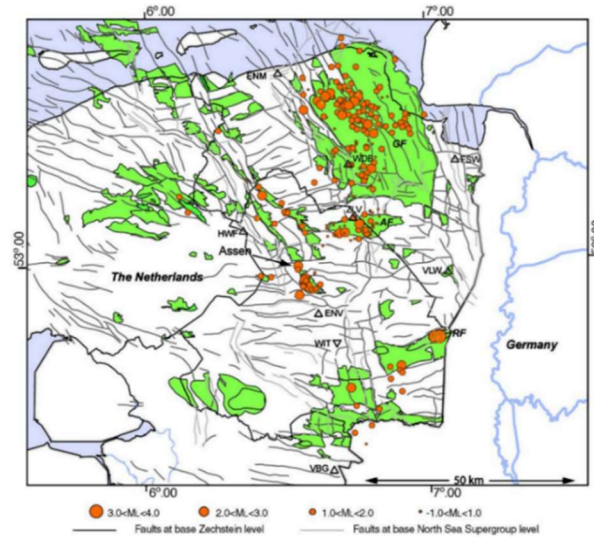 6°.00
7°.00
ENM
GF
WDB
FSW
ZLV
AF
HWF
Assen
53°.00
The Netherlands
VLW
ENV
RF
WIT
Germany
VBG
50 km
6°.00
7°.00
3.0<ML<4.0 2.0<ML<3.0 1.0<ML<2.0 -1.0<ML<1.0
Faults at base Zechstein level Faults at base North Sea Supergroup level